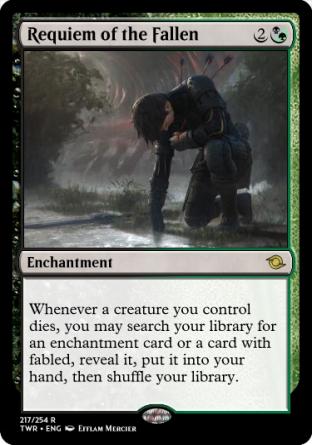 Requiem of the Fallen 2
Enchantment
Whenever a creature you control
dies, you may search your library for
an enchantment card or a card with
fabled, reveal it, put it into your
hand, then shuffle your library.
217/254 R
TWR • ENG Efflam Mercier